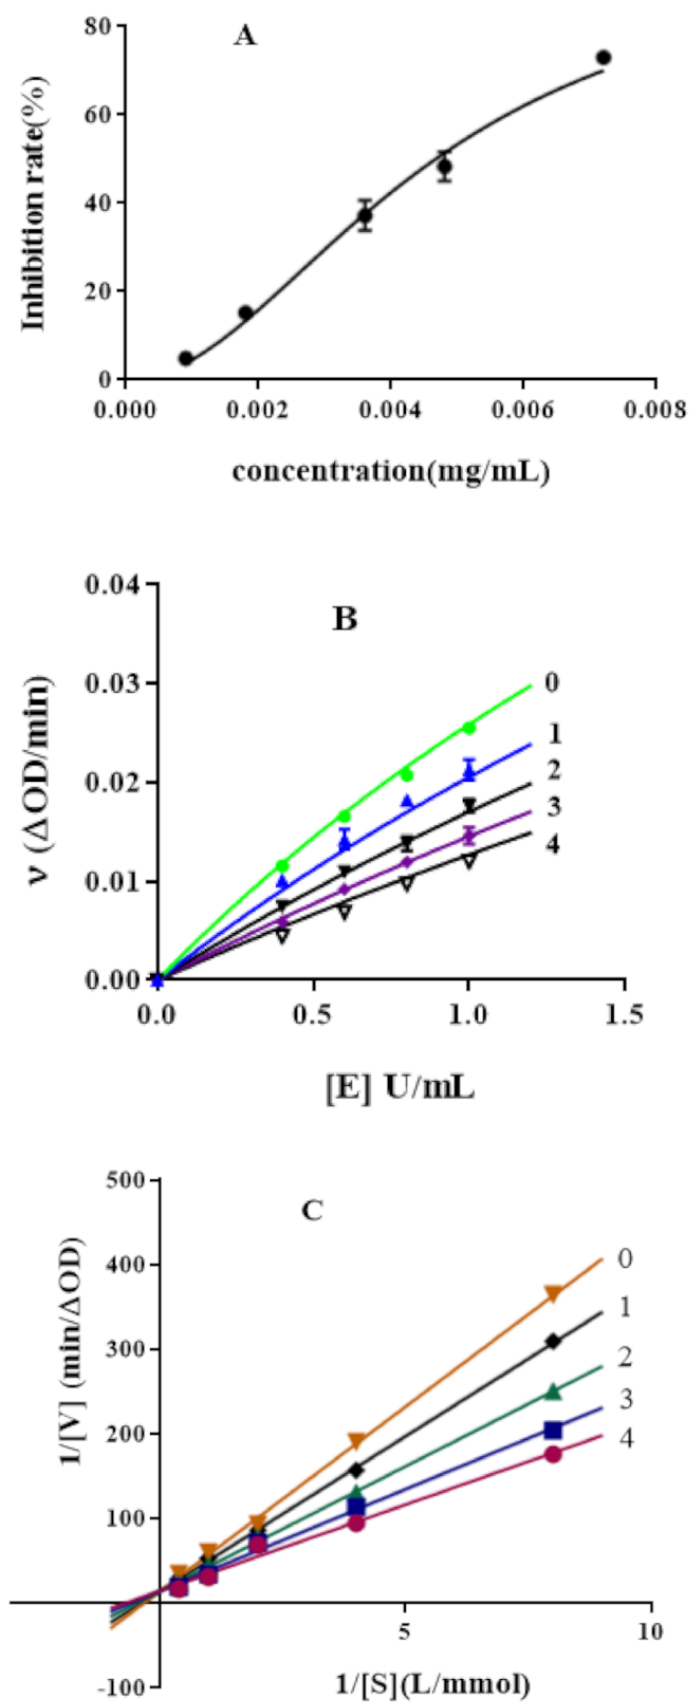 A
80
60
40
20
0
Inhibition rate(%)
0.000 0.002 0.004 0.006 0.008
concentration(mg/mL)
B
0.04
0.03
0.02
0.01
0.00
ν (ΔOD/min)
0
1
2
3
4
0.0 0.5 1.0 1.5
[E] U/mL
C
500
400
300
200
100
-100
1/[V] (min/ΔOD)
0
1
2
3
4
5 10
1/[S](L/mmol)